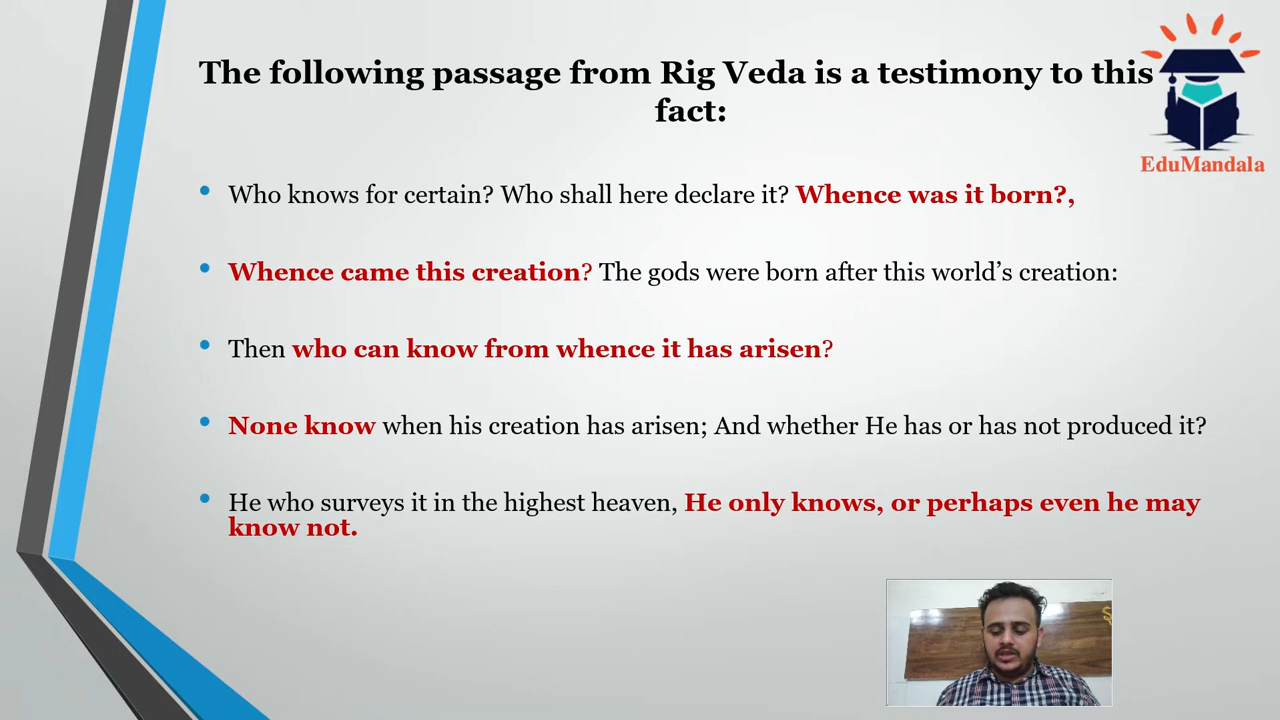 The following passage from Rig Veda is a testimony to this
fact:
EduMandala
• Who knows for certain? Who shall here declare it? Whence was it born?,
• Whence came this creation? The gods were born after this world’s creation:
• Then who can know from whence it has arisen?
• None know when his creation has arisen; And whether He has or has not produced it?
• He who surveys it in the highest heaven, He only knows, or perhaps even he may
know not.